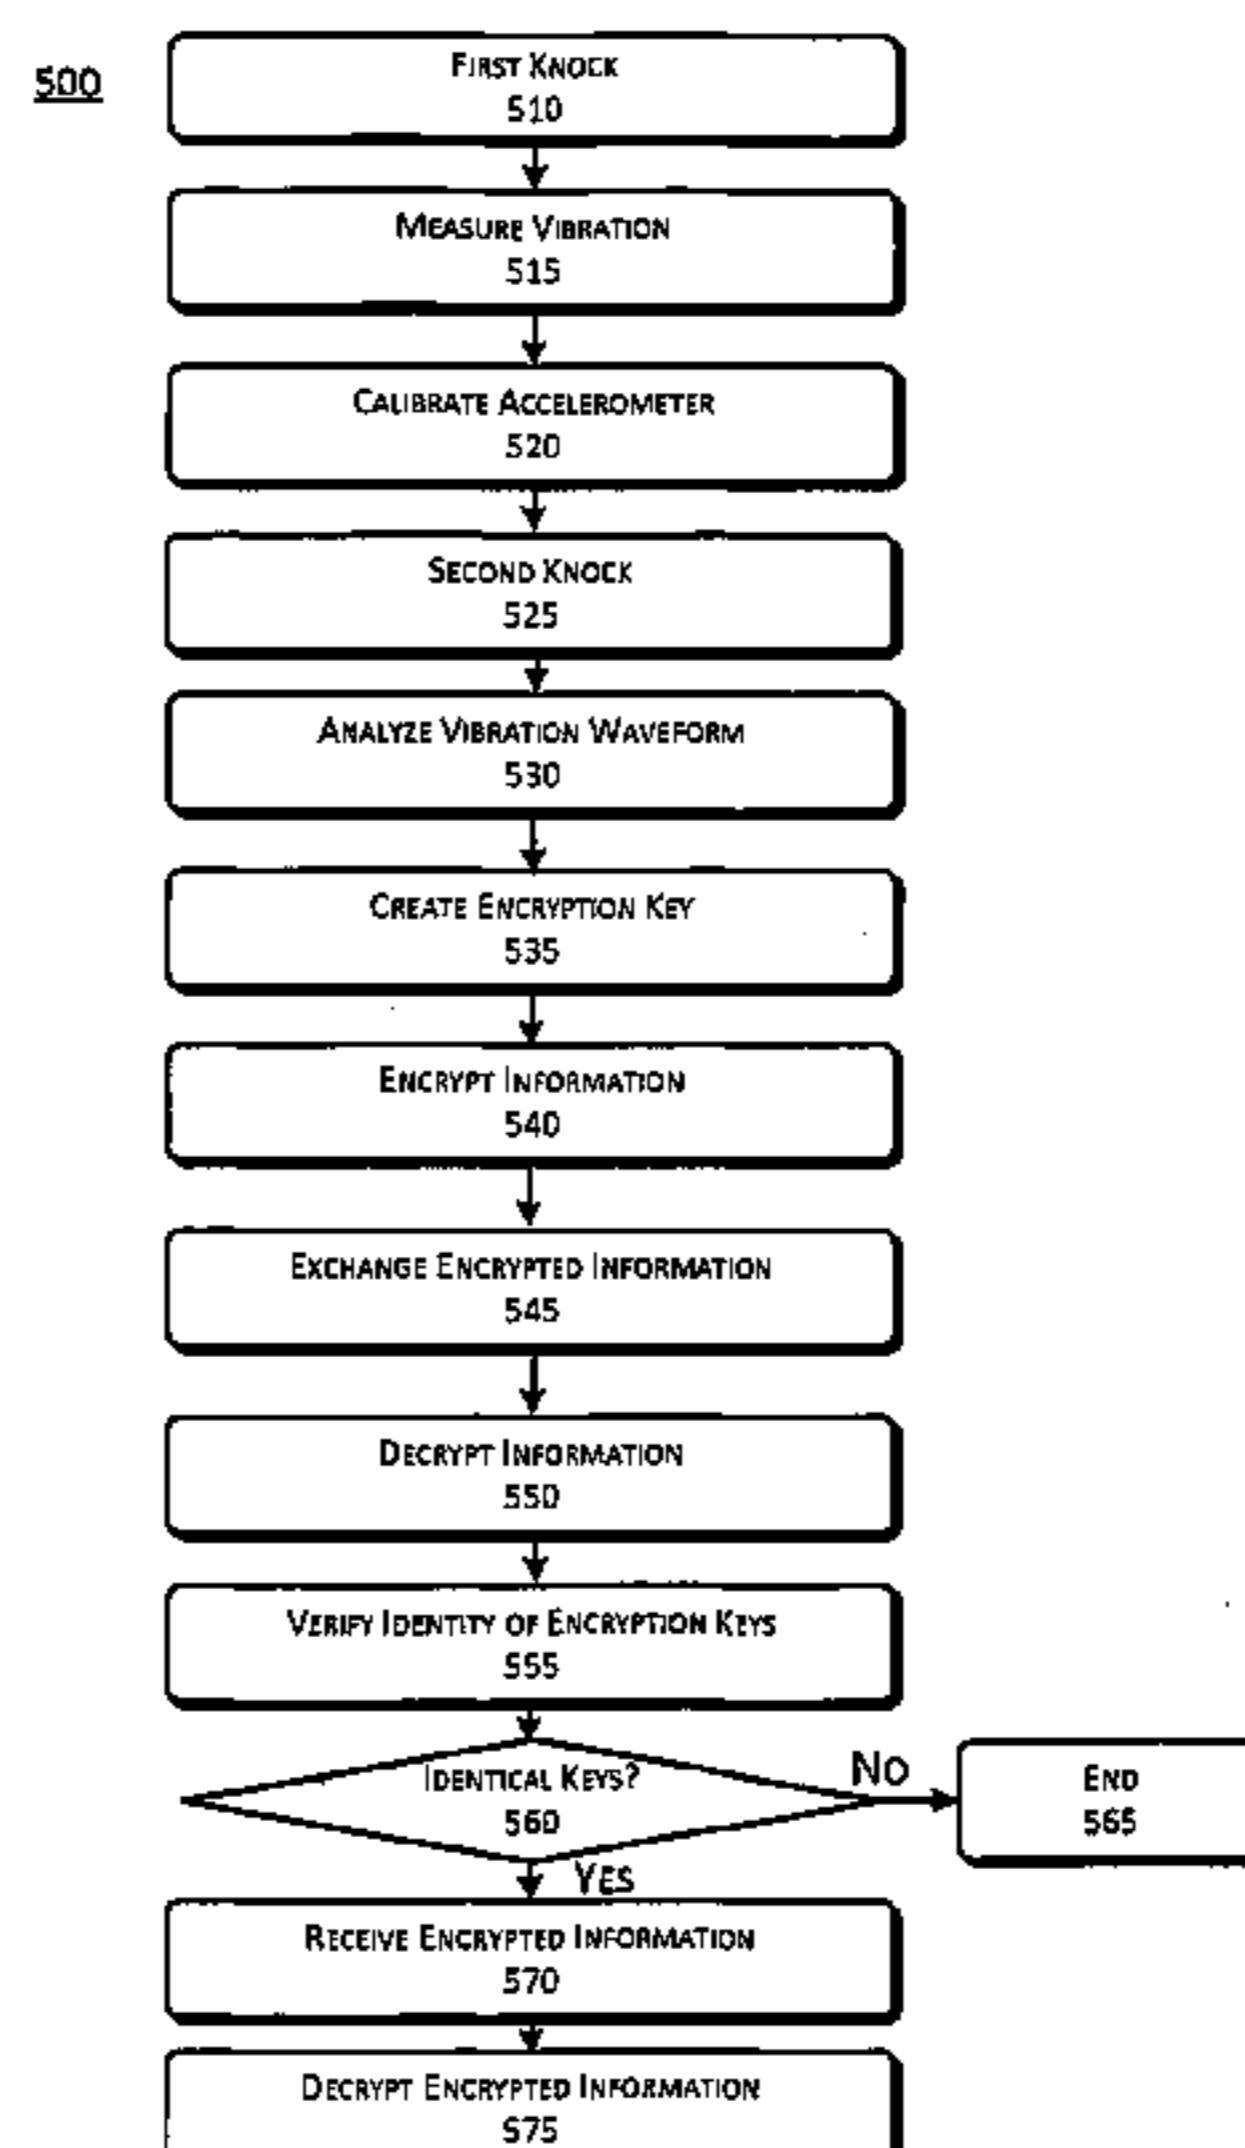 500
First Knock
510
Measure Vibration
515
Calibrate Accelerometer
520
Second Knock
525
Analyze Vibration Waveform
530
Create Encryption Key
535
Encrypt Information
540
Exchange Encrypted Information
545
Decrypt Information
550
Verify Identity of Encryption Keys
555
Identical Keys?
560
No
End
565
Yes
Receive Encrypted Information
570
Decrypt Encrypted Information
575